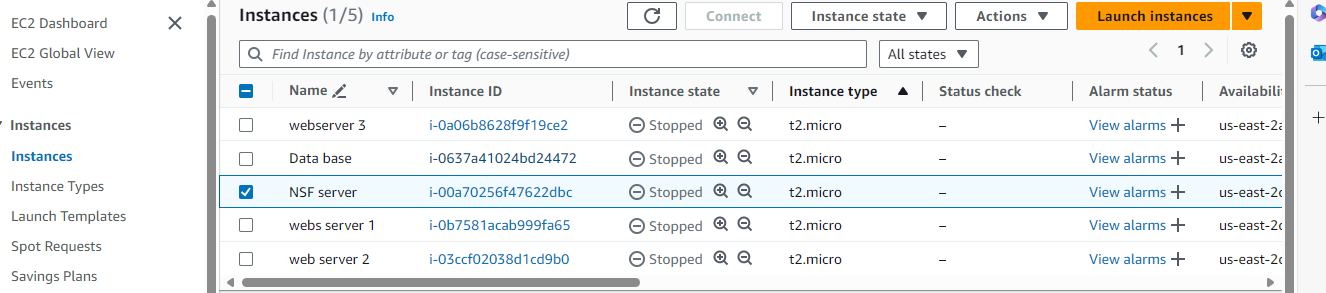 EC2 Dashboard
EC2 Global View
Events
Instances
Instances
Instance Types
Launch Templates
Spot Requests
Savings Plans
Instances (1/5) Info
Connect
Instance state
Actions
Launch instances
Find Instance by attribute or tag (case-sensitive)
All states
1
Name Instance ID Instance state Instance type Status check Alarm status Availabili
webserver 3 i-0a06b8628f9f19ce2 Stopped t2.micro – View alarms + us-east-2a
Data base i-0637a41024bd24472 Stopped t2.micro – View alarms + us-east-2a
NSF server i-00a70256f47622dbc Stopped t2.micro – View alarms + us-east-2c
webs server 1 i-0b7581acab999fa65 Stopped t2.micro – View alarms + us-east-2c
web server 2 i-03ccf02038d1cd9b0 Stopped t2.micro – View alarms + us-east-2c